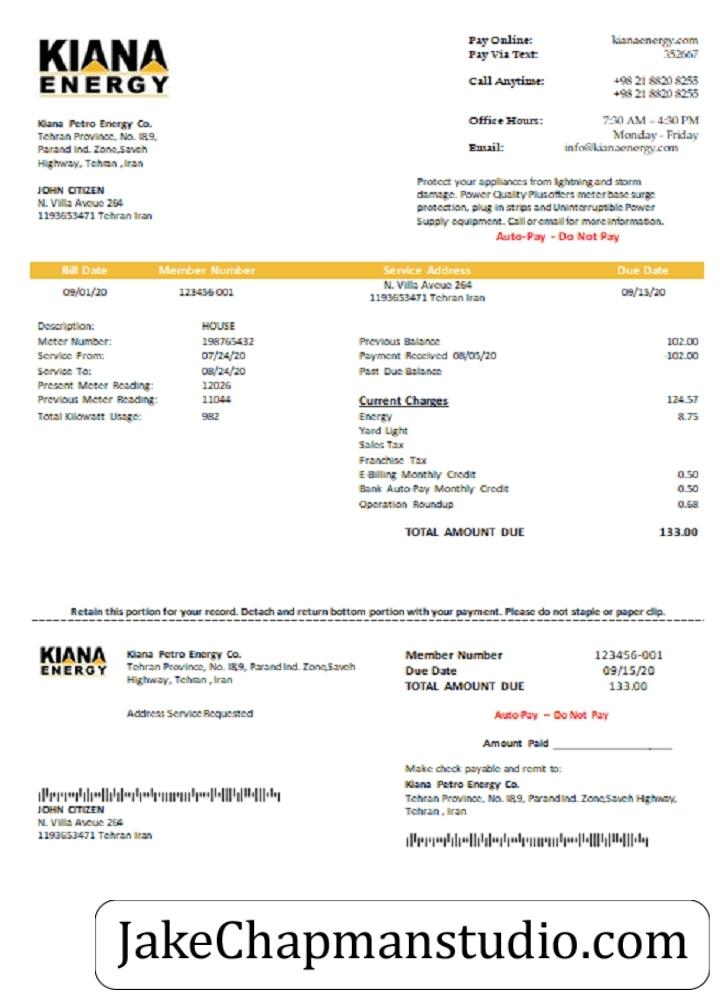 KIANA
ENERGY
Pay Online: kianaenergy.com
Pay Via Text: 352667
Call Anytime: +98 21 8820 8255
+98 21 8820 8255
Office Hours: 7:30 AM – 4:30 PM
Monday - Friday
Email: info@kianaenergy.com
Kiana Petro Energy Co.
Tehran Province, No. I8,9,
Parand Ind. Zone,Saveh
Highway, Tehran , Iran
JOHN CITIZEN
N. Villa Aveue 264
1193653471 Tehran Iran
Protect your appliances from lightning and storm
damage. Power Quality Plus offers meter base surge
protection, plug-in strips and Uninterruptible Power
Supply equipment. Call or email for more information.
Auto-Pay - Do Not Pay
Bill Date Member Number Service Address Due Date
09/01/20 123456-001 N. Villa Aveue 264 09/15/20
1193653471 Tehran Iran
Description: HOUSE
Meter Number: 198765432
Service From: 07/24/20
Service To: 08/24/20
Present Meter Reading: 12026
Previous Meter Reading: 11044
Total Kilowatt Usage: 982
Previous Balance 102.00
Payment Received 08/05/20 -102.00
Past Due Balance
Current Charges 124.57
Energy 8.75
Yard Light
Sales Tax
Franchise Tax
E-Billing Monthly Credit -0.50
Bank Auto-Pay Monthly Credit -0.50
Operation Roundup 0.68
TOTAL AMOUNT DUE 133.00
Retain this portion for your record. Detach and return bottom portion with your payment. Please do not staple or paper clip.
KIANA
ENERGY
Kiana Petro Energy Co.
Tehran Province, No. I8,9, Parand Ind. Zone,Saveh
Highway, Tehran , Iran
Address Service Requested
Member Number 123456-001
Due Date 09/15/20
TOTAL AMOUNT DUE 133.00
Auto-Pay – Do Not Pay
Amount Paid
Make check payable and remit to:
Kiana Petro Energy Co.
Tehran Province, No. I8,9, Parand Ind. Zone,Saveh Highway,
Tehran , Iran
JOHN CITIZEN
N. Villa Aveue 264
1193653471 Tehran Iran
JakeChapmanstudio.com